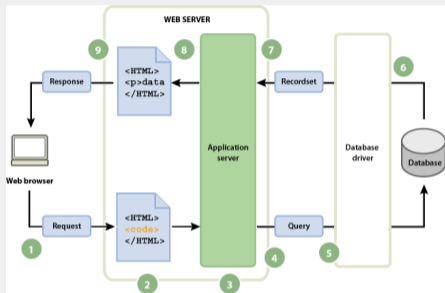 WEB SERVER
9
8
7
6
Response
<HTML>
<p>data
</HTML>
Recordset
Web browser
Application
server
Database
driver
Database
Request
<HTML>
<code>
</HTML>
Query
1
2
3
4
5